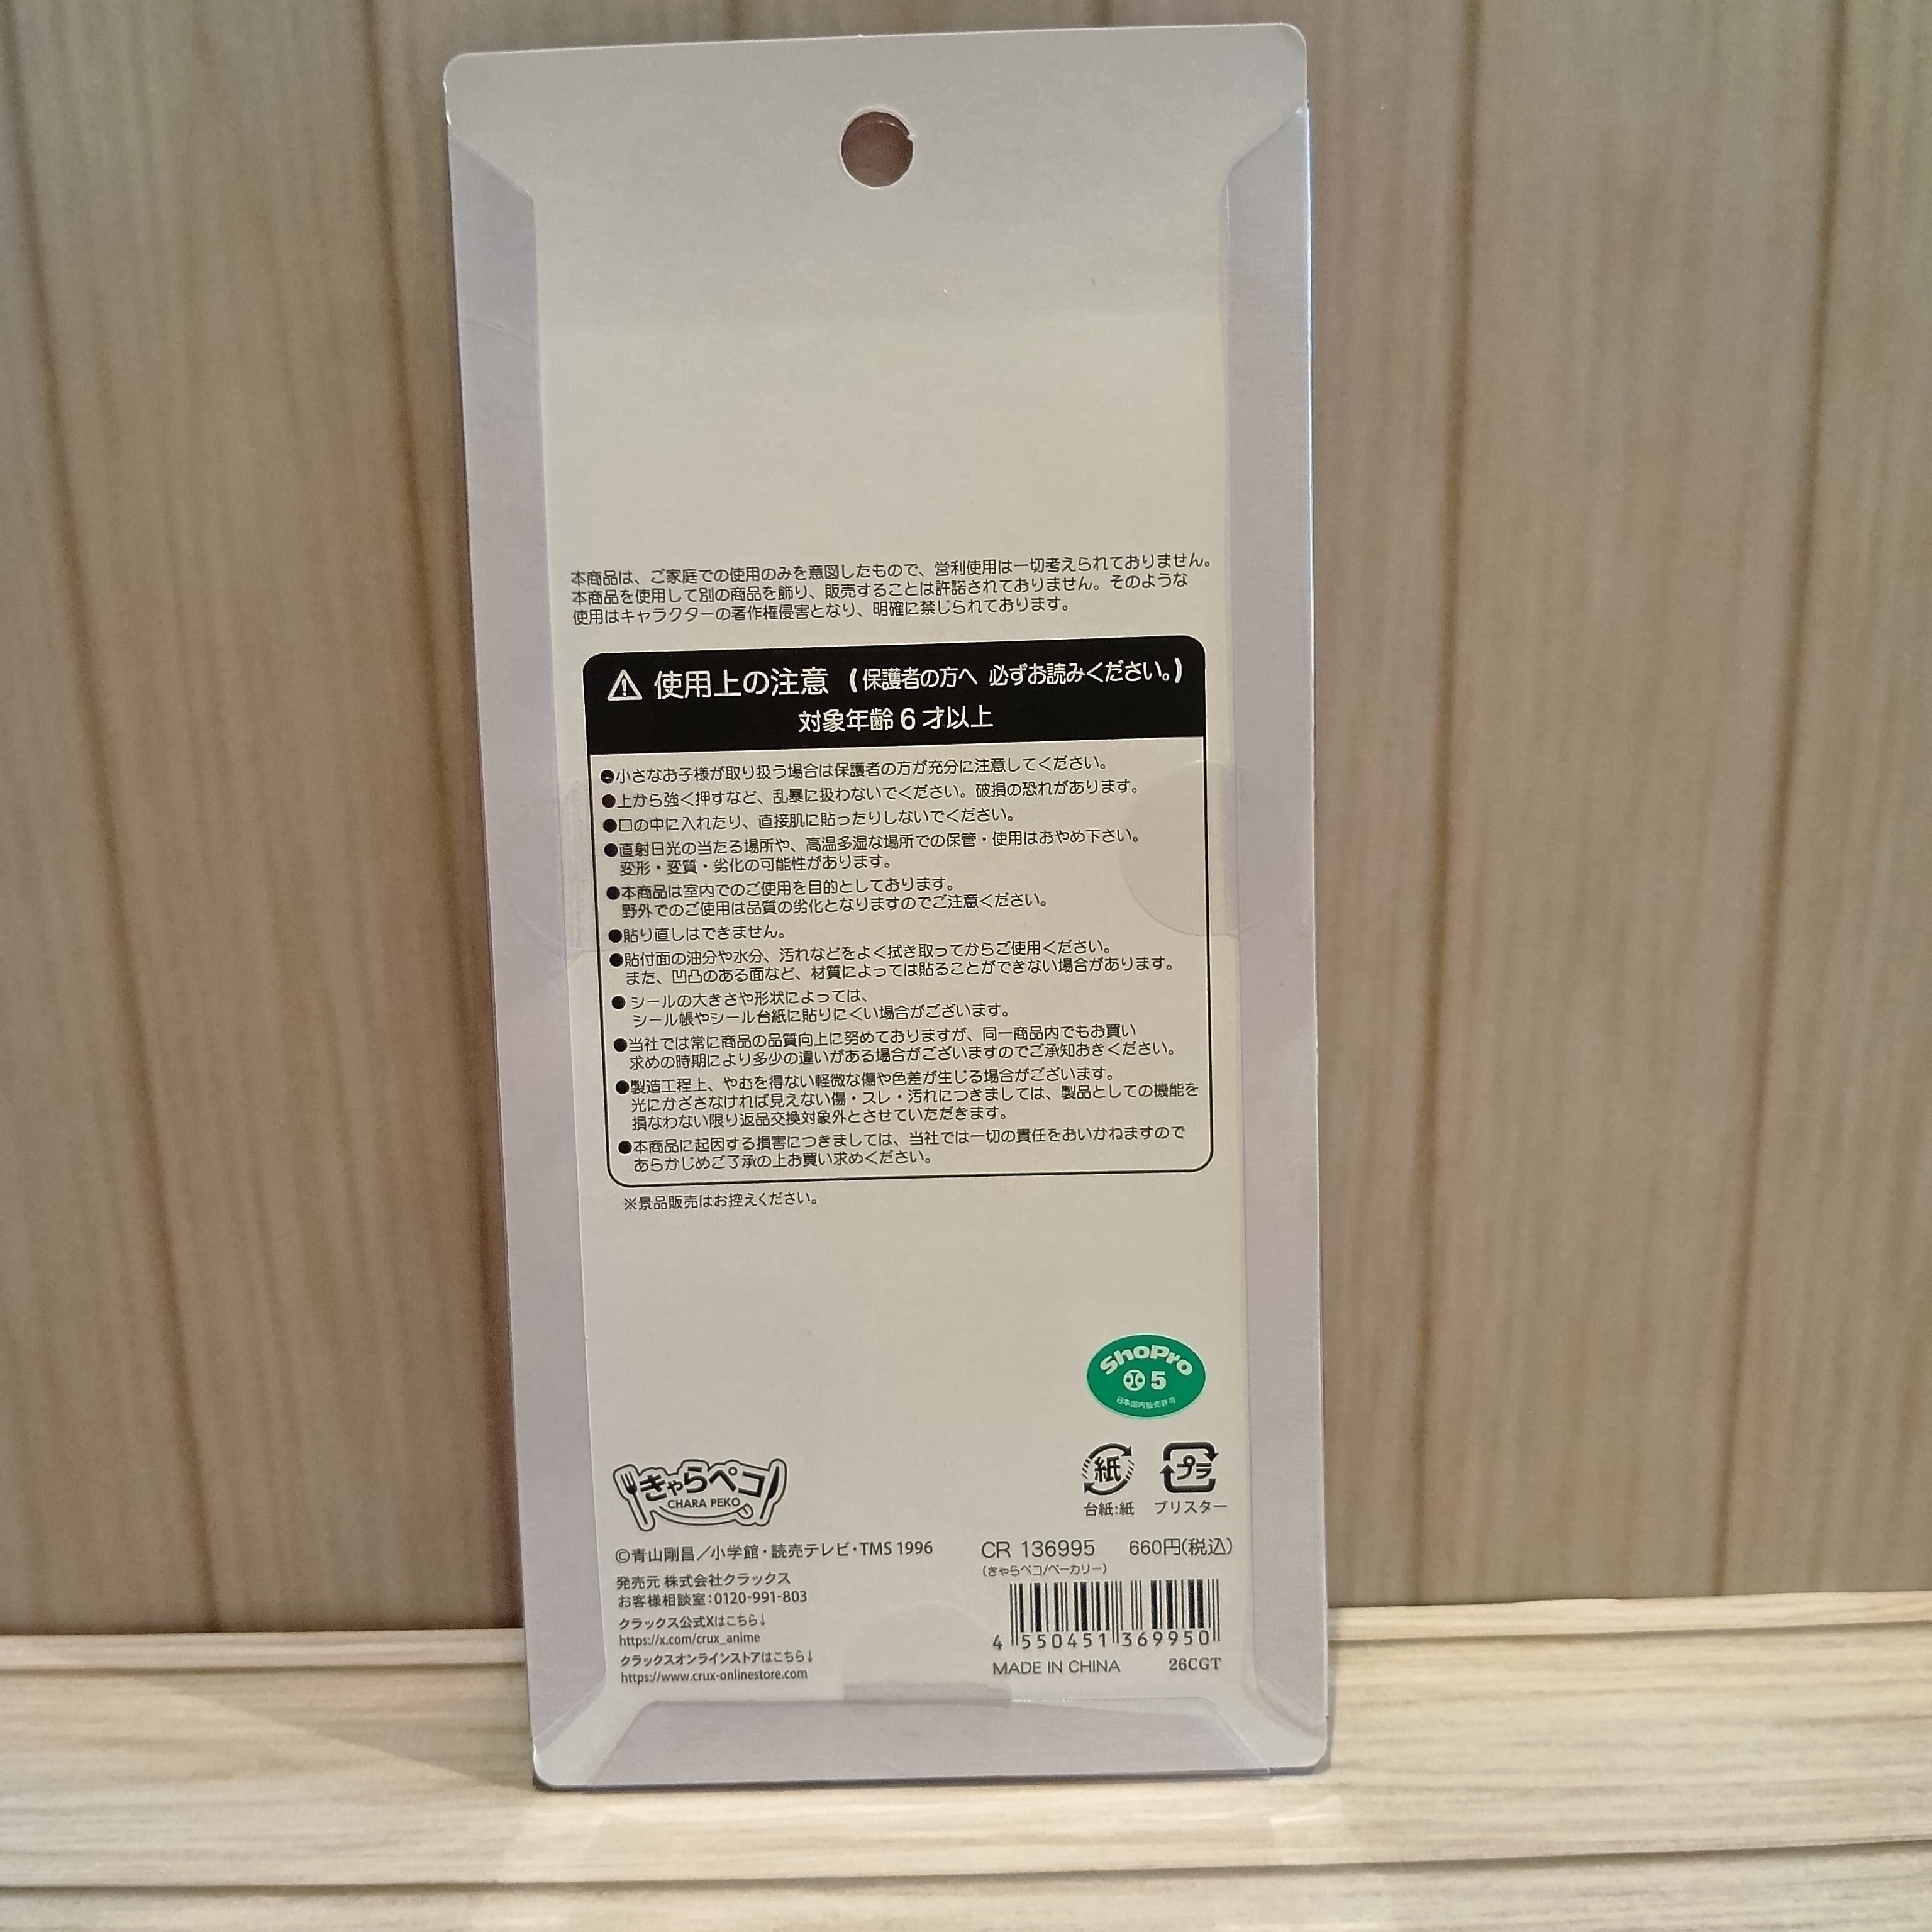 本商品は、ご家庭での使用のみを意図したもので、営利使用は一切考えられておりません。
本商品を使用して別の商品を飾り、販売することは許諾されておりません。そのような
使用はキャラクターの著作権侵害となり、明確に禁じられております。
使用上の注意 (保護者の方へ 必ずお読みください。)
対象年齢6才以上
●小さなお子様が取り扱う場合は保護者の方が充分に注意してください。
●上から強く押すなど、乱暴に扱わないでください。破損の恐れがあります。
●口の中に入れたり、直接肌に貼ったりしないでください。
●直射日光の当たる場所や、高温多湿な場所での保管・使用はおやめ下さい。
変形・変質・劣化の可能性があります。
●本商品は室内でのご使用を目的としております。
野外でのご使用は品質の劣化となりますのでご注意ください。
●貼り直しはできません。
●貼付面の油分や水分、汚れなどをよく拭き取ってからご使用ください。
また、凹凸のある面など、材質によっては貼ることができない場合があります。
●シールの大きさや形状によっては、
シール帳やシール台紙に貼りにくい場合がございます。
●当社では常に商品の品質向上に努めておりますが、同一商品内でもお買い
求めの時期により多少の違いがある場合がございますのでご承知おきください。
●製造工程上、やむを得ない軽微な傷や色差が生じる場合がございます。
光にかざさなければ見えない傷・スレ・汚れにつきましては、製品としての機能を
損なわない限り返品交換対象外とさせていただきます。
●本商品に起因する損害につきましては、当社では一切の責任をおいかねますので
あらかじめご了承の上お買い求めください。
※景品販売はお控えください。
ShoPro
5
日本国内販売許可
きゃらペコ
CHARA PEKO
紙
プラ
台紙:紙 ブリスター
©青山剛昌／小学館・読売テレビ・TMS 1996
発売元 株式会社クラックス
お客様相談室:0120-991-803
クラックス公式Xはこちら↓
https://x.com/crux_anime
クラックスオンラインストアはこちら↓
https://www.crux-onlinestore.com
CR 136995 660円(税込)
(きゃらペコ/ベーカリー)
4 550451 369950
MADE IN CHINA 26CGT